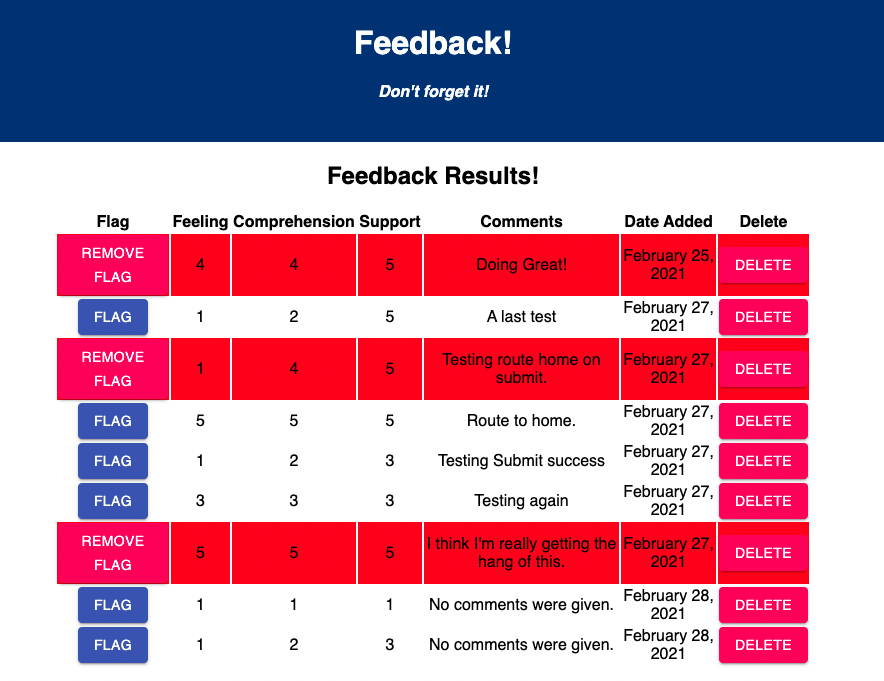 Feedback!
Don't forget it!
Feedback Results!
Flag Feeling Comprehension Support Comments Date Added Delete
REMOVE FLAG 4 4 5 Doing Great! February 25, 2021 DELETE
FLAG 1 2 5 A last test February 27, 2021 DELETE
REMOVE FLAG 1 4 5 Testing route home on submit. February 27, 2021 DELETE
FLAG 5 5 5 Route to home. February 27, 2021 DELETE
FLAG 1 2 3 Testing Submit success February 27, 2021 DELETE
FLAG 3 3 3 Testing again February 27, 2021 DELETE
REMOVE FLAG 5 5 5 I think I'm really getting the hang of this. February 27, 2021 DELETE
FLAG 1 1 1 No comments were given. February 28, 2021 DELETE
FLAG 1 2 3 No comments were given. February 28, 2021 DELETE